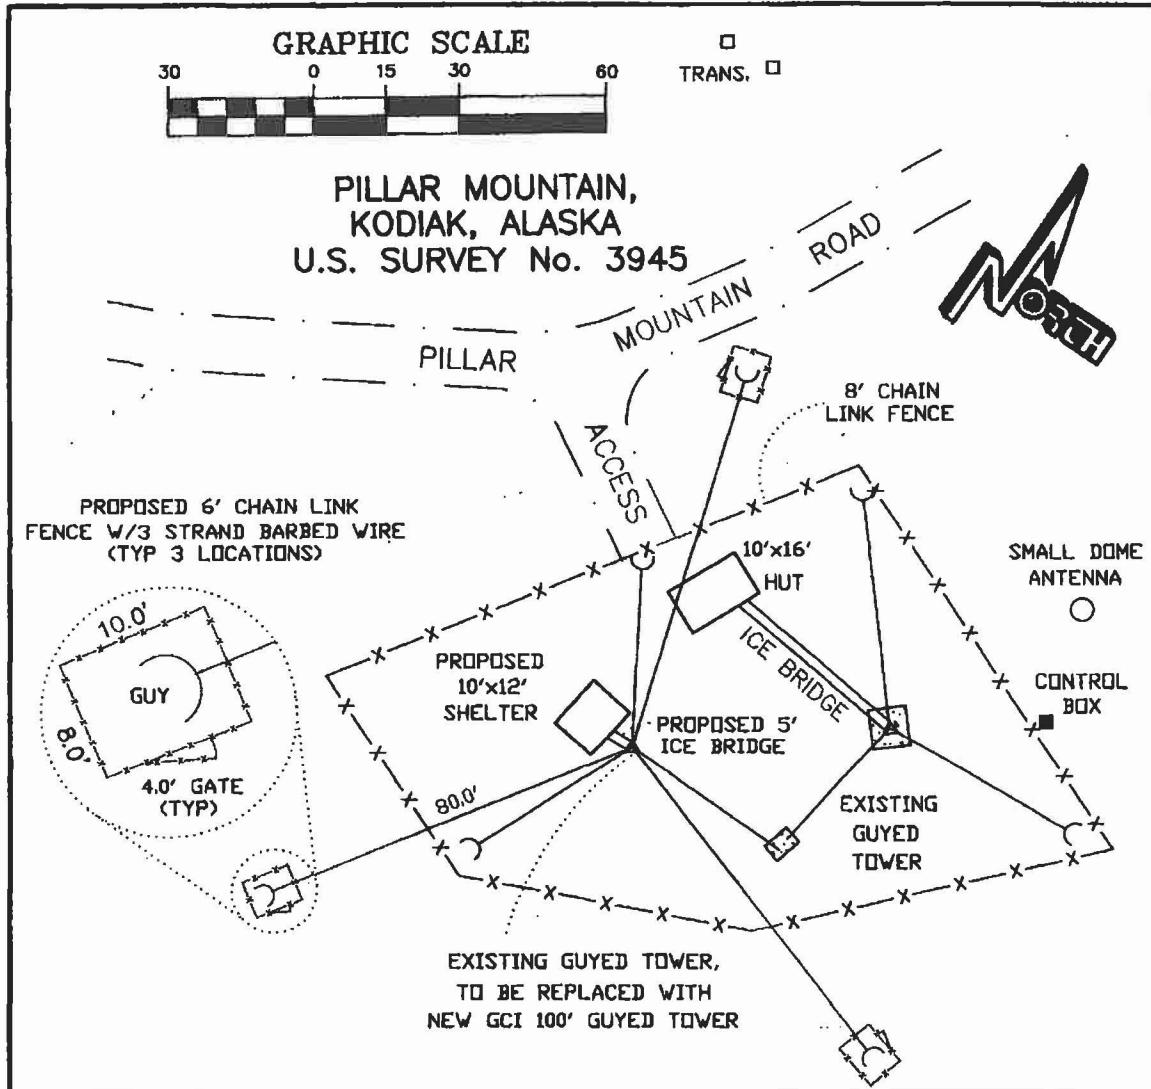 GRAPHIC SCALE
30 0 15 30 60
TRANS.
PILLAR MOUNTAIN,
KODIAK, ALASKA
U.S. SURVEY No. 3945
NORTH
PILLAR MOUNTAIN ROAD
ACCESS
8' CHAIN
LINK FENCE
PROPOSED 6' CHAIN LINK
FENCE W/3 STRAND BARBED WIRE
(TYP 3 LOCATIONS)
10.0'
GUY
8.0'
4.0' GATE
(TYP)
10'x16'
HUT
ICE BRIDGE
SMALL DOME
ANTENNA
CONTROL
BOX
PROPOSED
10'x12'
SHELTER
PROPOSED 5'
ICE BRIDGE
80.0'
EXISTING
GUYED
TOWER
EXISTING GUYED TOWER,
TO BE REPLACED WITH
NEW GCI 100' GUYED TOWER